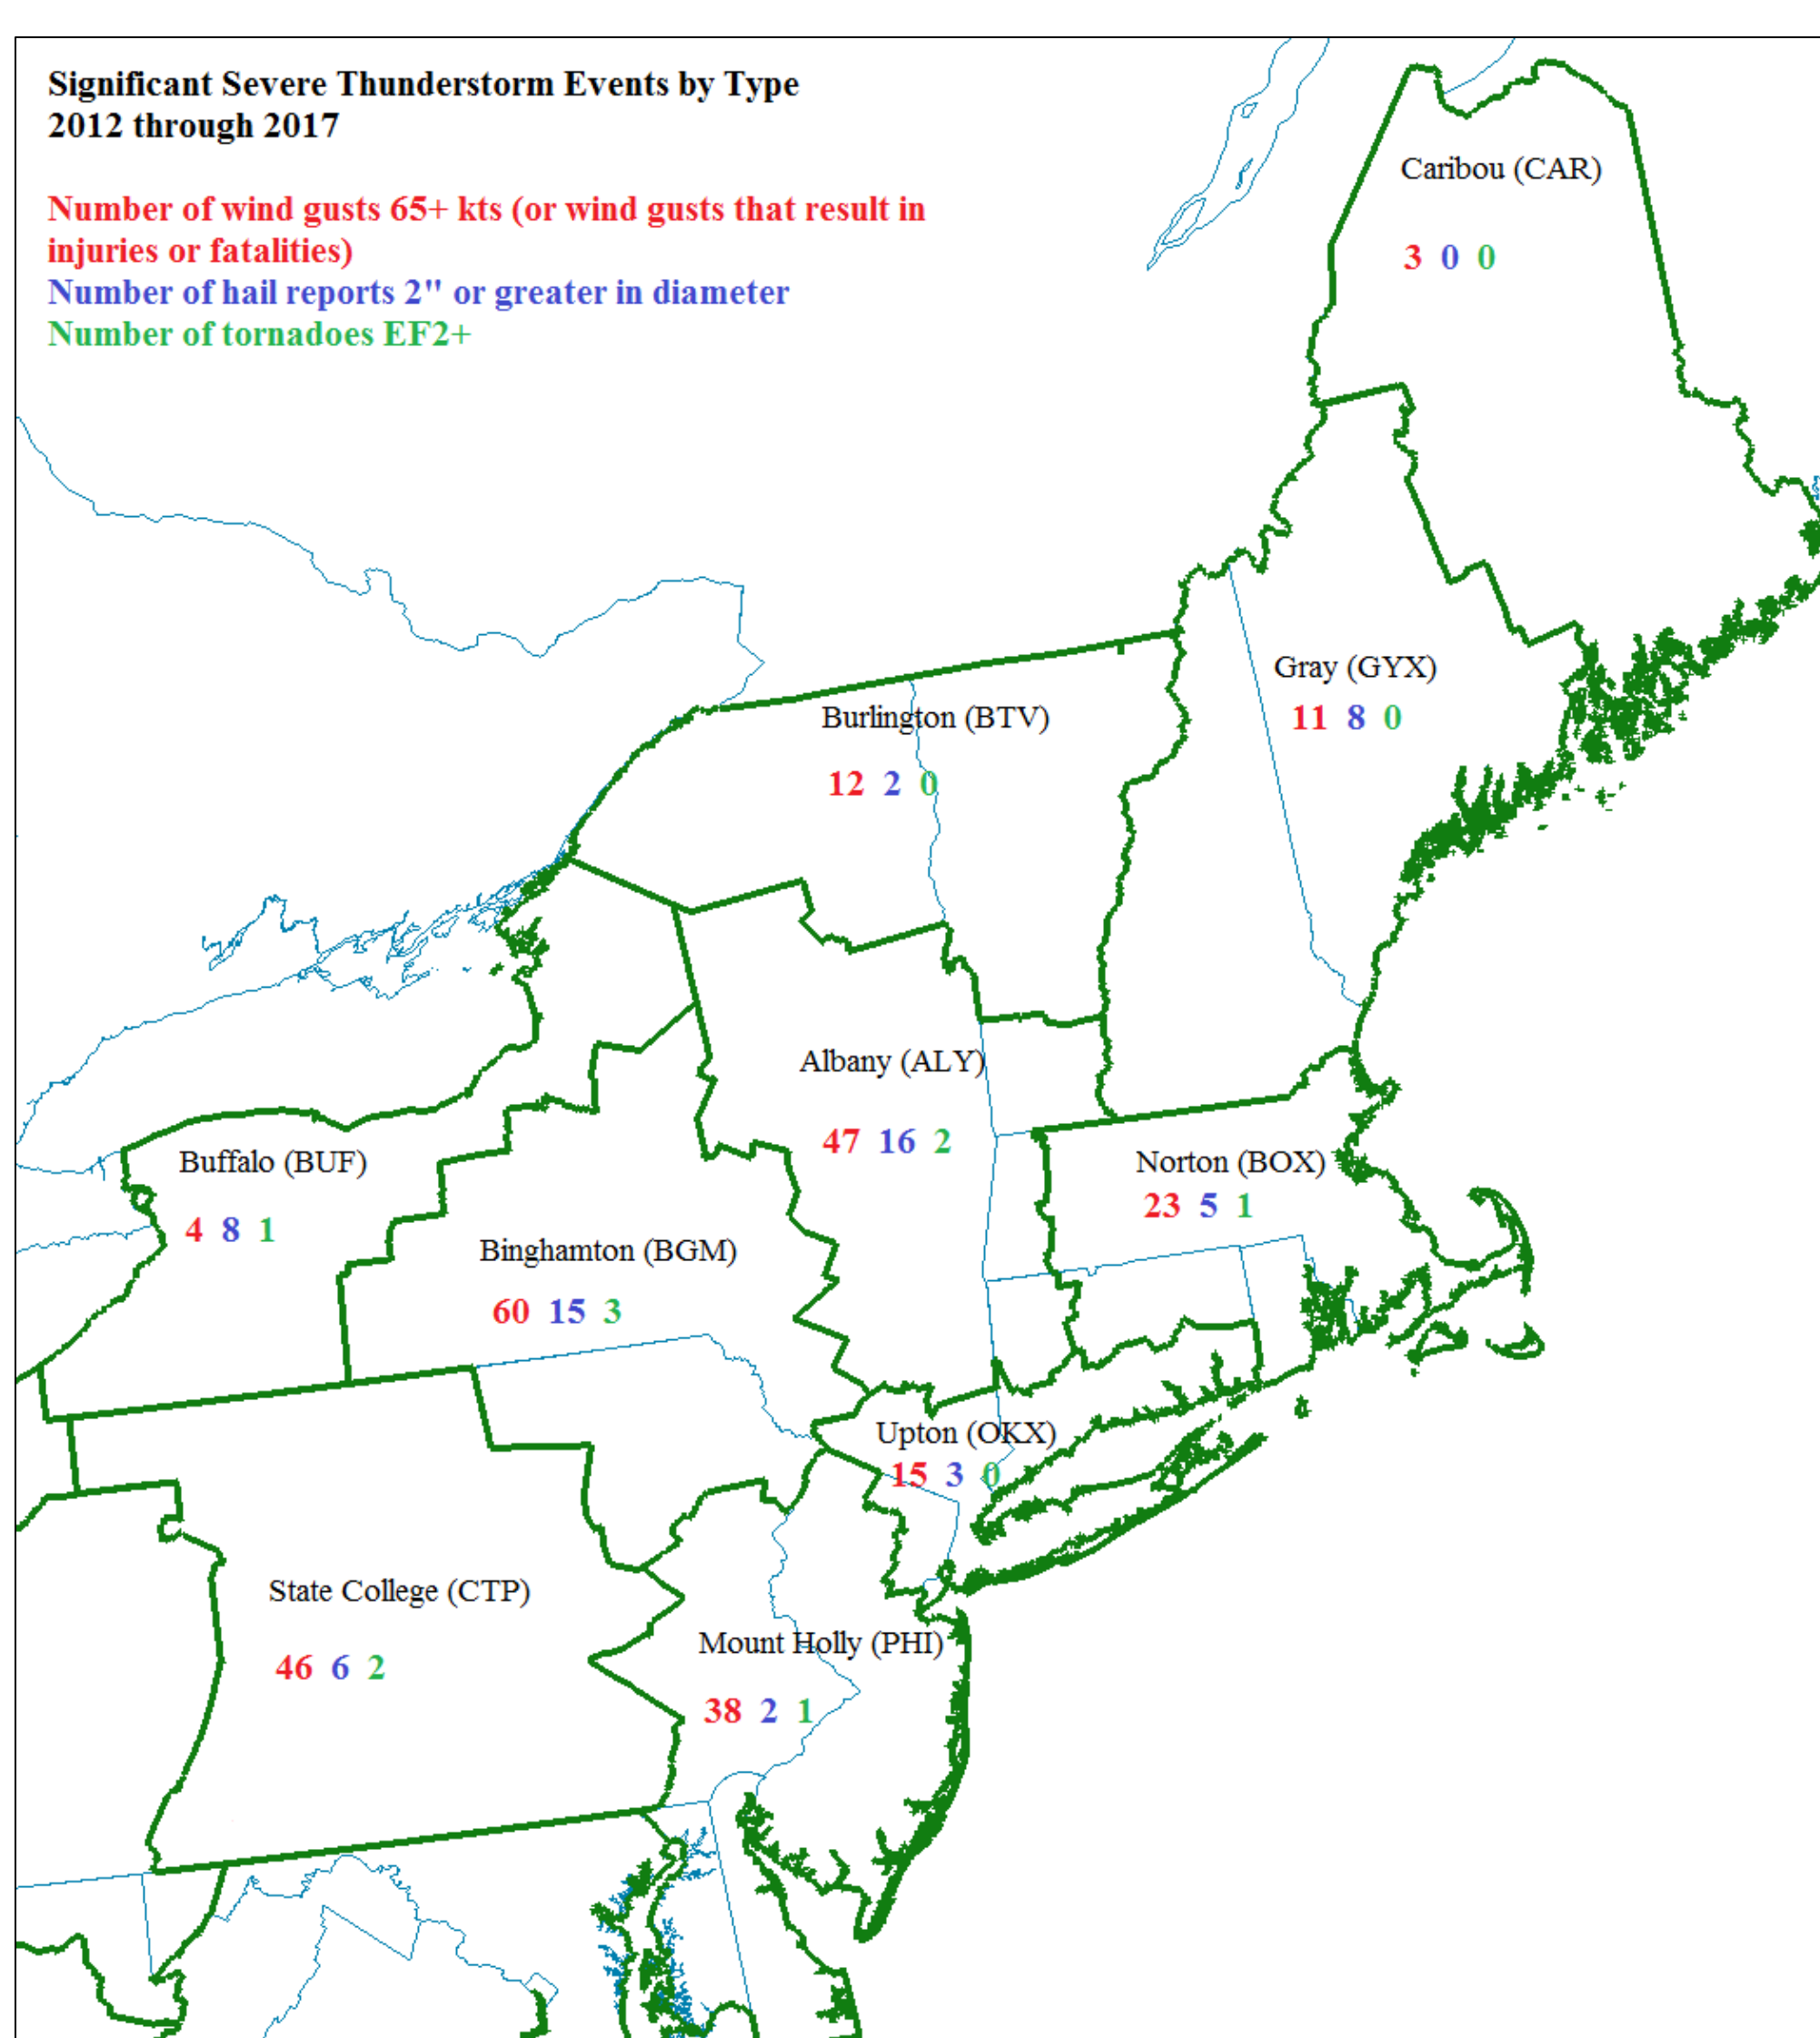 Significant Severe Thunderstorm Events by Type
2012 through 2017
Number of wind gusts 65+ kts (or wind gusts that result in
injuries or fatalities)
Number of hail reports 2" or greater in diameter
Number of tornadoes EF2+
Caribou (CAR)
3 0 0
Gray (GYX)
11 8 0
Burlington (BTV)
12 2 0
Albany (ALY)
47 16 2
Norton (BOX)
23 5 1
Buffalo (BUF)
4 8 1
Binghamton (BGM)
60 15 3
Upton (OKX)
15 3 0
State College (CTP)
46 6 2
Mount Holly (PHI)
38 2 1